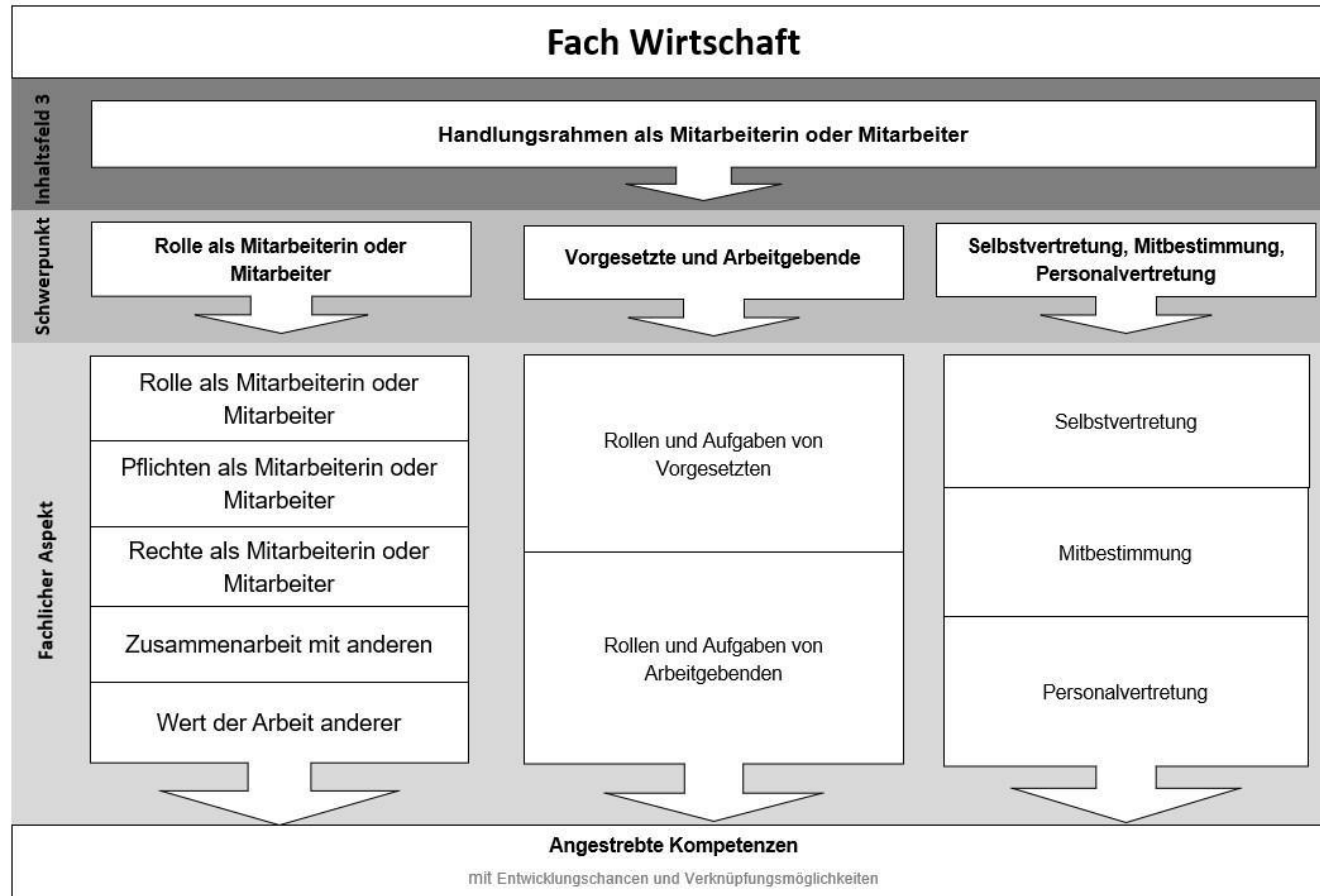 Fach Wirtschaft
Inhaltsfeld 3
Handlungsrahmen als Mitarbeiterin oder Mitarbeiter
Schwerpunkt
Rolle als Mitarbeiterin oder
Mitarbeiter
Vorgesetzte und Arbeitgebende
Selbstvertretung, Mitbestimmung,
Personalvertretung
Fachlicher Aspekt
Rolle als Mitarbeiterin oder
Mitarbeiter
Pflichten als Mitarbeiterin oder
Mitarbeiter
Rechte als Mitarbeiterin oder
Mitarbeiter
Zusammenarbeit mit anderen
Wert der Arbeit anderer
Rollen und Aufgaben von
Vorgesetzten
Rollen und Aufgaben von
Arbeitgebenden
Selbstvertretung
Mitbestimmung
Personalvertretung
Angestrebte Kompetenzen
mit Entwicklungschancen und Verknüpfungsmöglichkeiten